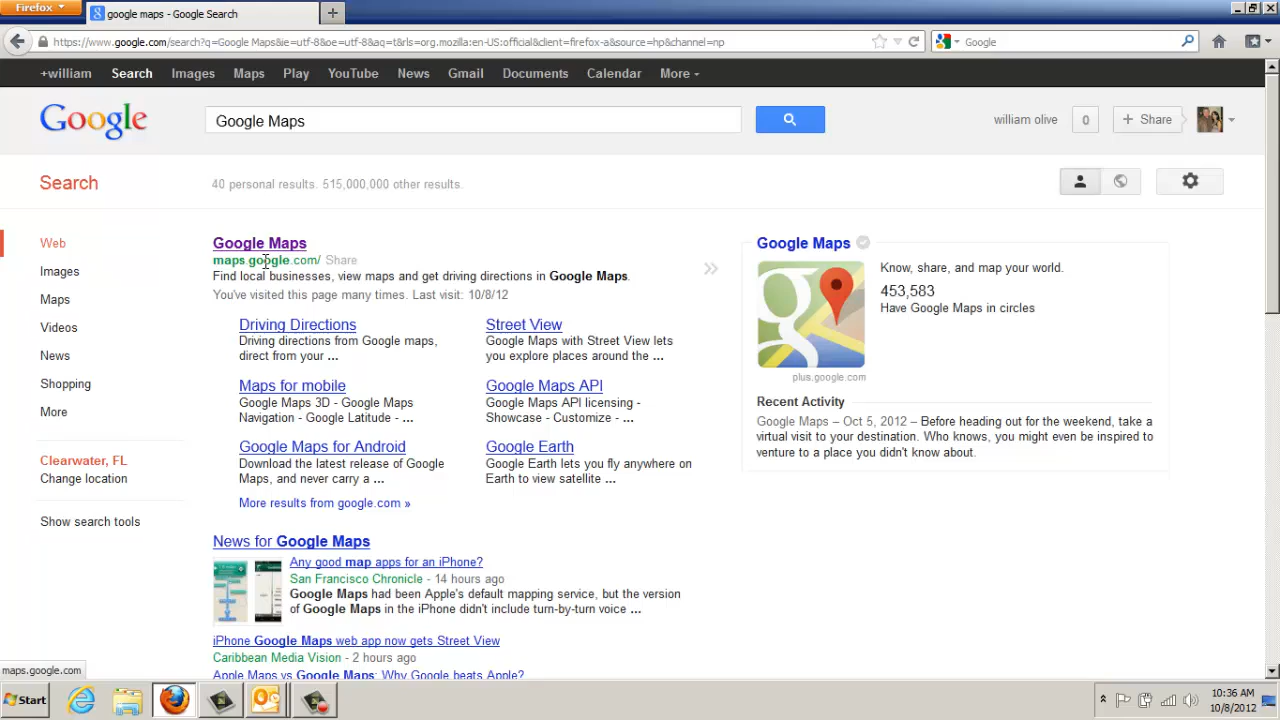 Firefox
google maps - Google Search
https://www.google.com/search?q=Google Maps&ie=utf-8&oe=utf-8&aq=t&rls=org.mozilla:en-US:official&client=firefox-a&source=hp&channel=np
Google
+william Search Images Maps Play YouTube News Gmail Documents Calendar More
Google
Google Maps
william olive 0 + Share
Search
40 personal results. 515,000,000 other results.
Web
Images
Maps
Videos
News
Shopping
More
Clearwater, FL
Change location
Show search tools
Google Maps
maps.google.com/ Share
Find local businesses, view maps and get driving directions in Google Maps.
You've visited this page many times. Last visit: 10/8/12
Driving Directions
Driving directions from Google maps,
direct from your ...
Street View
Google Maps with Street View lets
you explore places around the ...
Maps for mobile
Google Maps 3D - Google Maps
Navigation - Google Latitude - ...
Google Maps API
Google Maps API licensing -
Showcase - Customize - ...
Google Maps for Android
Download the latest release of Google
Maps, and never carry a ...
Google Earth
Google Earth lets you fly anywhere on
Earth to view satellite ...
More results from google.com »
News for Google Maps
Any good map apps for an iPhone?
San Francisco Chronicle - 14 hours ago
Google Maps had been Apple's default mapping service, but the version
of Google Maps in the iPhone didn't include turn-by-turn voice ...
iPhone Google Maps web app now gets Street View
Caribbean Media Vision - 2 hours ago
Apple Maps vs Google Maps: Why Google beats Apple?
Google Maps
g
Know, share, and map your world.
453,583
Have Google Maps in circles
plus.google.com
Recent Activity
Google Maps – Oct 5, 2012 – Before heading out for the weekend, take a
virtual visit to your destination. Who knows, you might even be inspired to
venture to a place you didn't know about.
maps.google.com
Start
10:36 AM
10/8/2012